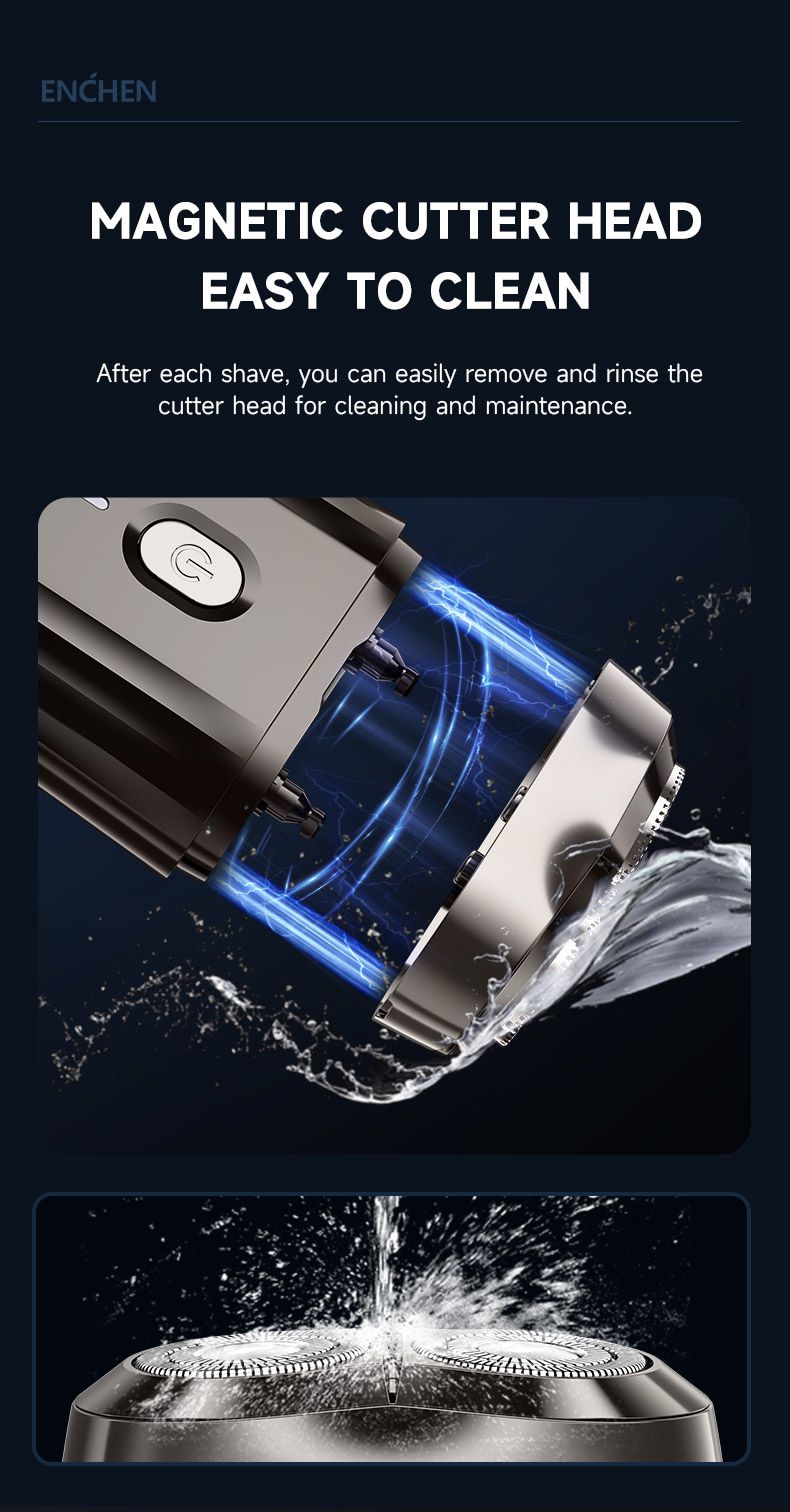 ENCHEN
MAGNETIC CUTTER HEAD
EASY TO CLEAN
After each shave, you can easily remove and rinse the
cutter head for cleaning and maintenance.